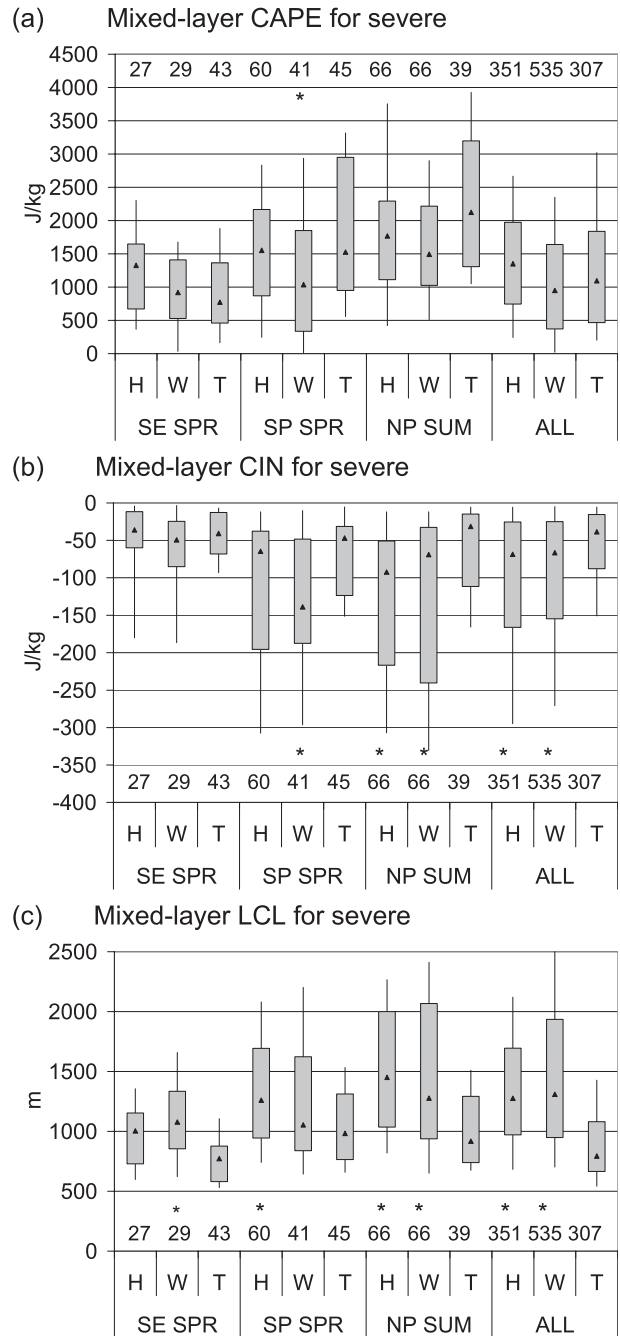 (a) Mixed-layer CAPE for severe
4500
27 29 43 60 41 45 66 66 39 351 535 307
4000
*
3500
3000
2500
J/kg
2000
1500
1000
500
0
H W T H W T H W T H W T
SE SPR SP SPR NP SUM ALL
(b) Mixed-layer CIN for severe
0
-50
-100
-150
J/kg
-200
-250
-300
* * * * *
-350
27 29 43 60 41 45 66 66 39 351 535 307
-400
H W T H W T H W T H W T
SE SPR SP SPR NP SUM ALL
(c) Mixed-layer LCL for severe
2500
2000
1500
m
1000
500
* * * * * *
27 29 43 60 41 45 66 66 39 351 535 307
0
H W T H W T H W T H W T
SE SPR SP SPR NP SUM ALL